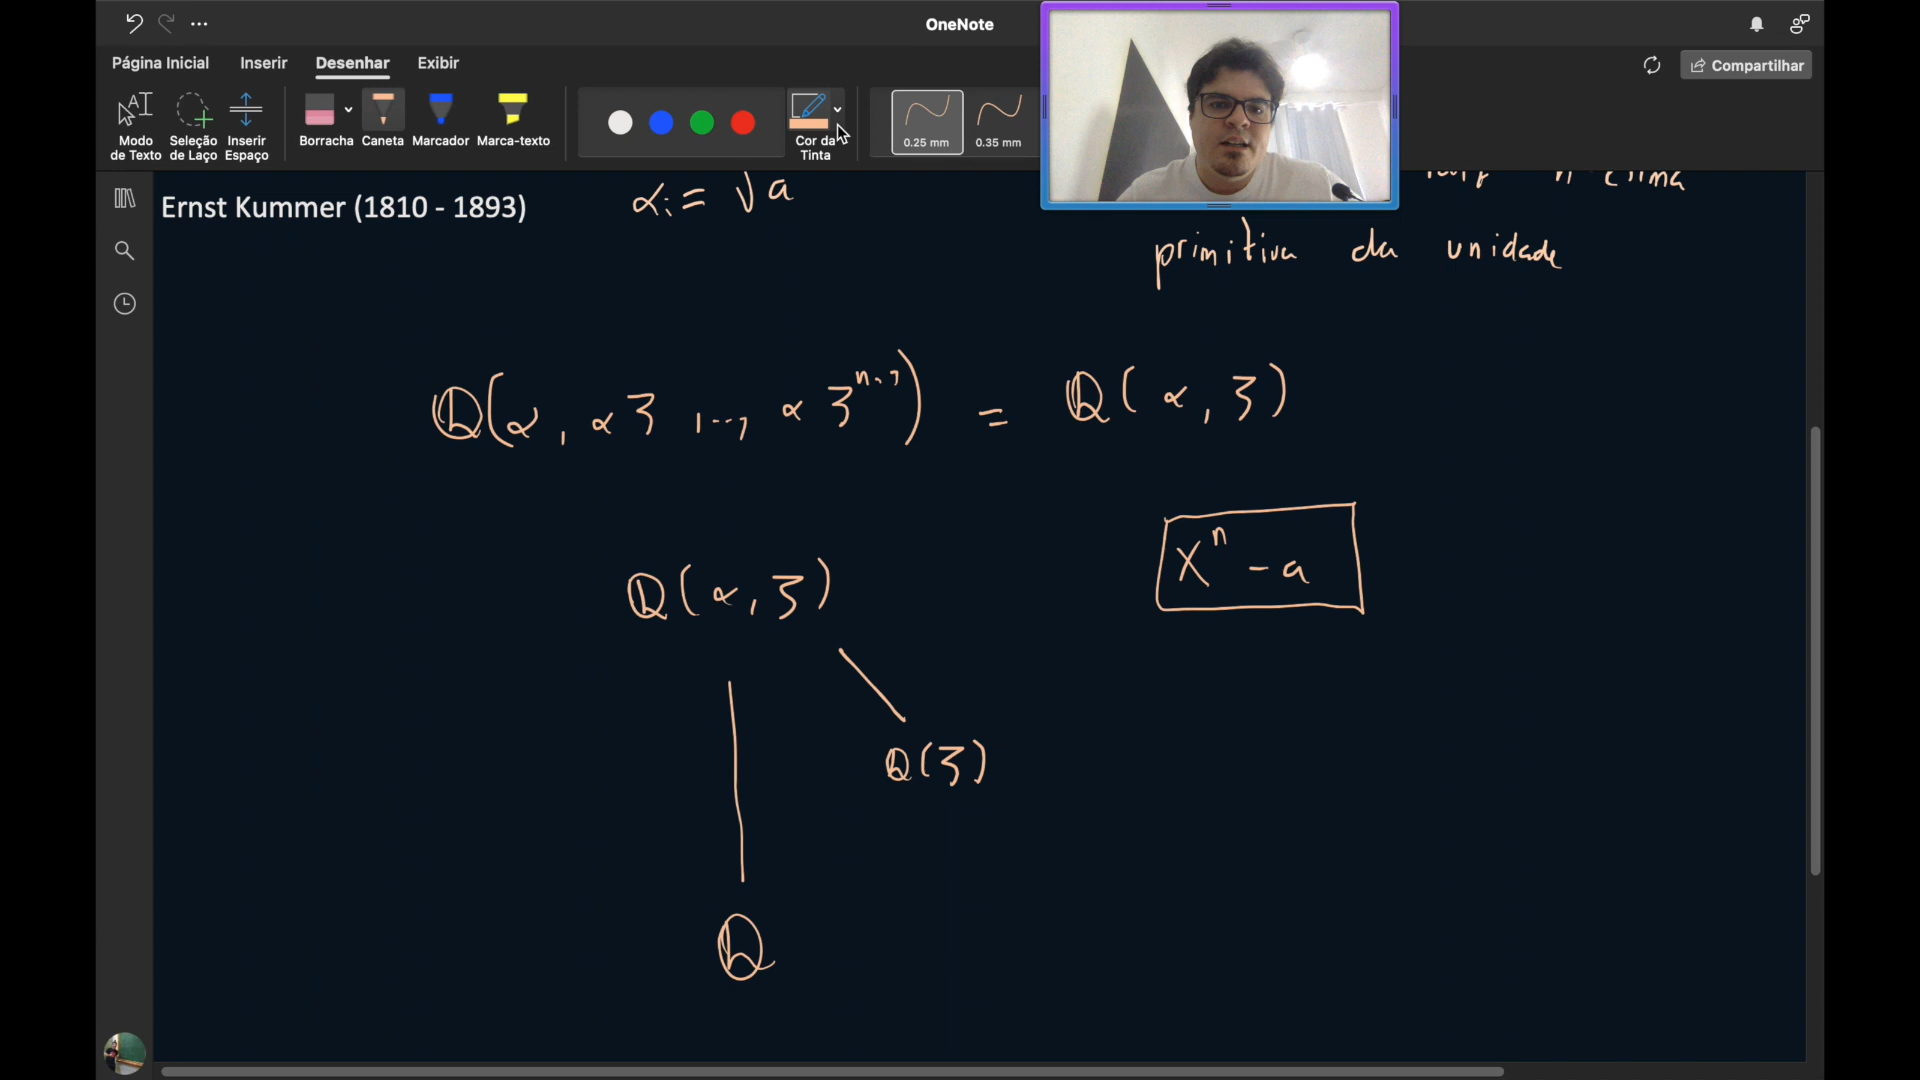 OneNote
Página Inicial Inserir Desenhar Exibir
Compartilhar
Modo de Texto
Seleção de Laço
Inserir Espaço
Borracha
Caneta
Marcador
Marca-texto
Cor da Tinta
0.25 mm
0.35 mm
Ernst Kummer (1810 - 1893)
α := √a
primitiva da unidade
ℚ(α, αζ, ..., αζⁿ⁻¹) = ℚ(α, ζ)
Xⁿ - a
ℚ(α, ζ)
ℚ(ζ)
ℚ